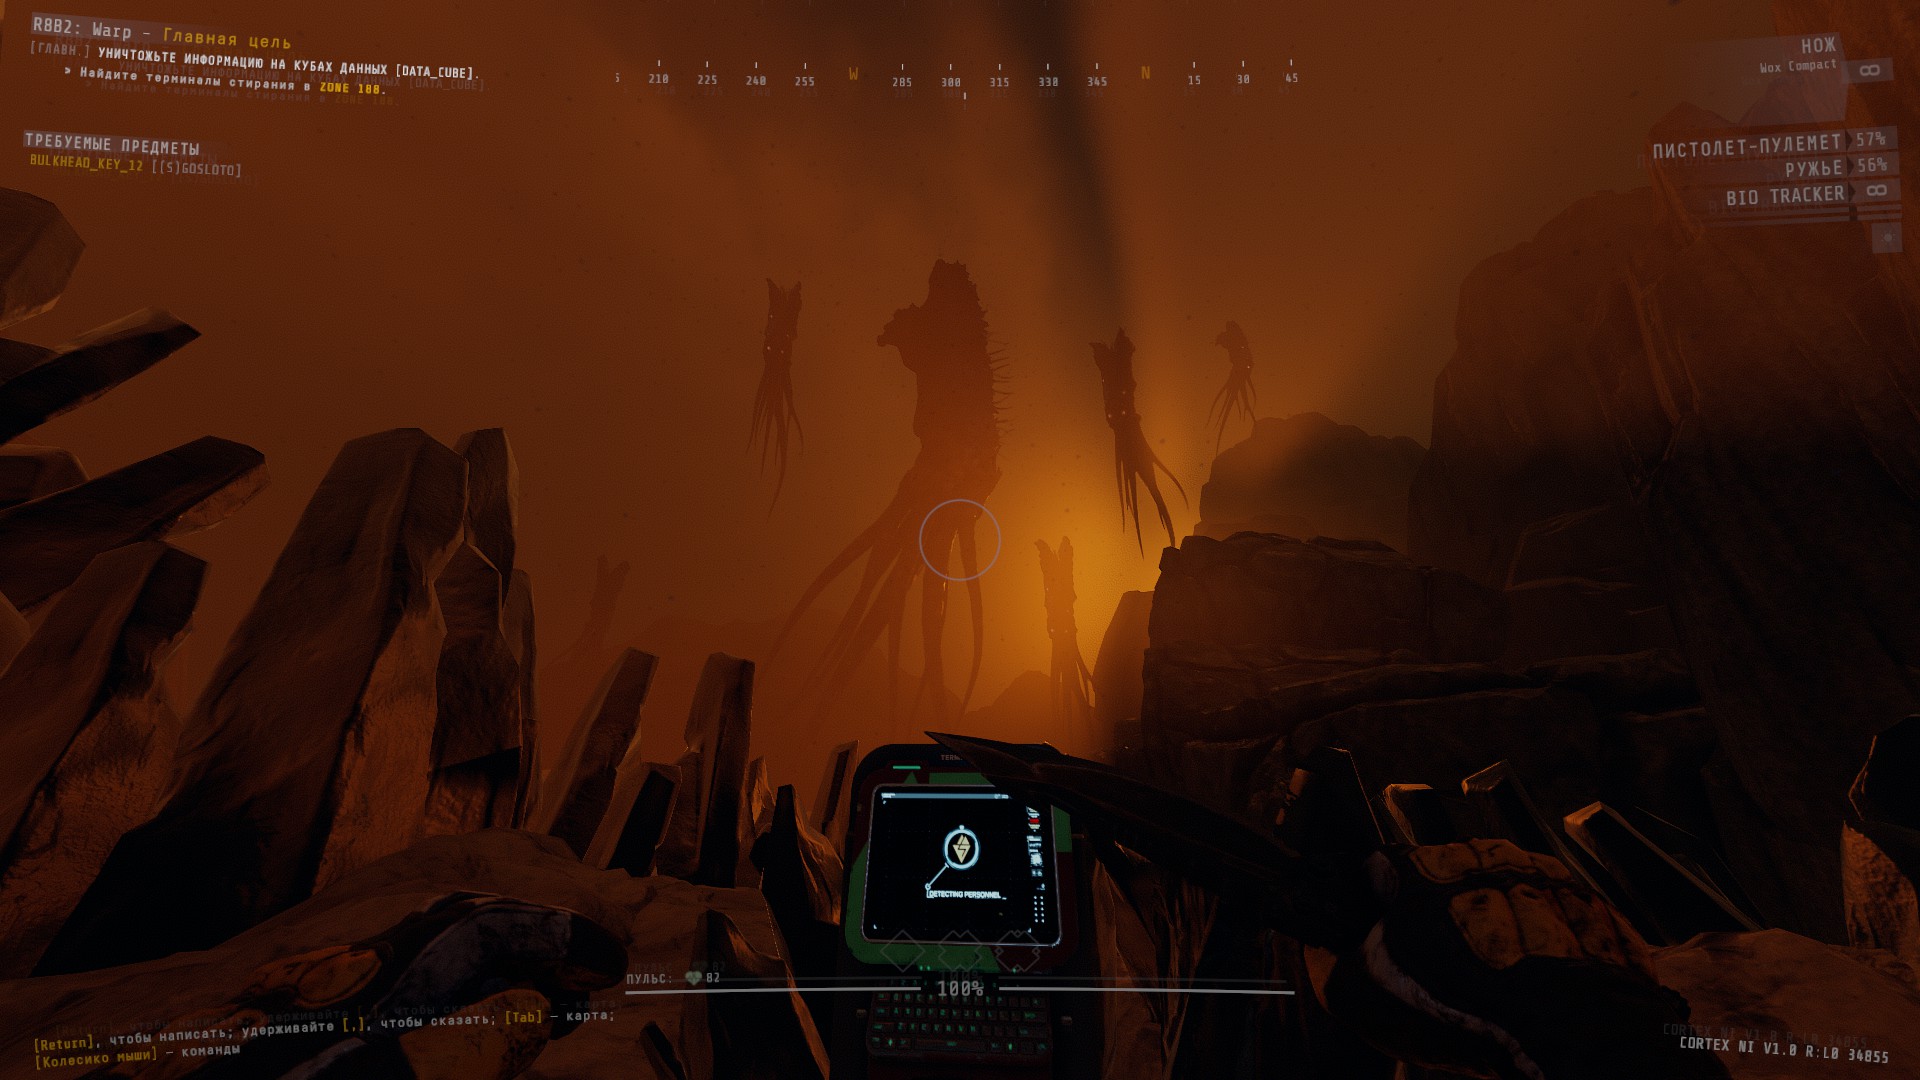 R8B2: Warp - Главная цель
[ГЛАВН.] УНИЧТОЖЬТЕ ИНФОРМАЦИЮ НА КУБАХ ДАННЫХ [DATA_CUBE].
> Найдите терминалы стирания в ZONE 188.
ТРЕБУЕМЫЕ ПРЕДМЕТЫ
BULKHEAD_KEY_12 [(S)GOSLOTO]
210 225 240 255 W 285 300 315 330 345 N 15 30 45
НОЖ
Wox Compact
ПИСТОЛЕТ-ПУЛЕМЕТ 57%
РУЖЬЕ 56%
BIO TRACKER
DETECTING PERSONNEL_
ПУЛЬС: 82
100%
[Return], чтобы написать; удерживайте [,], чтобы сказать; [Tab] – карта;
[Колесико мыши] – команды
CORTEX NI V1.0 R:L0 34855